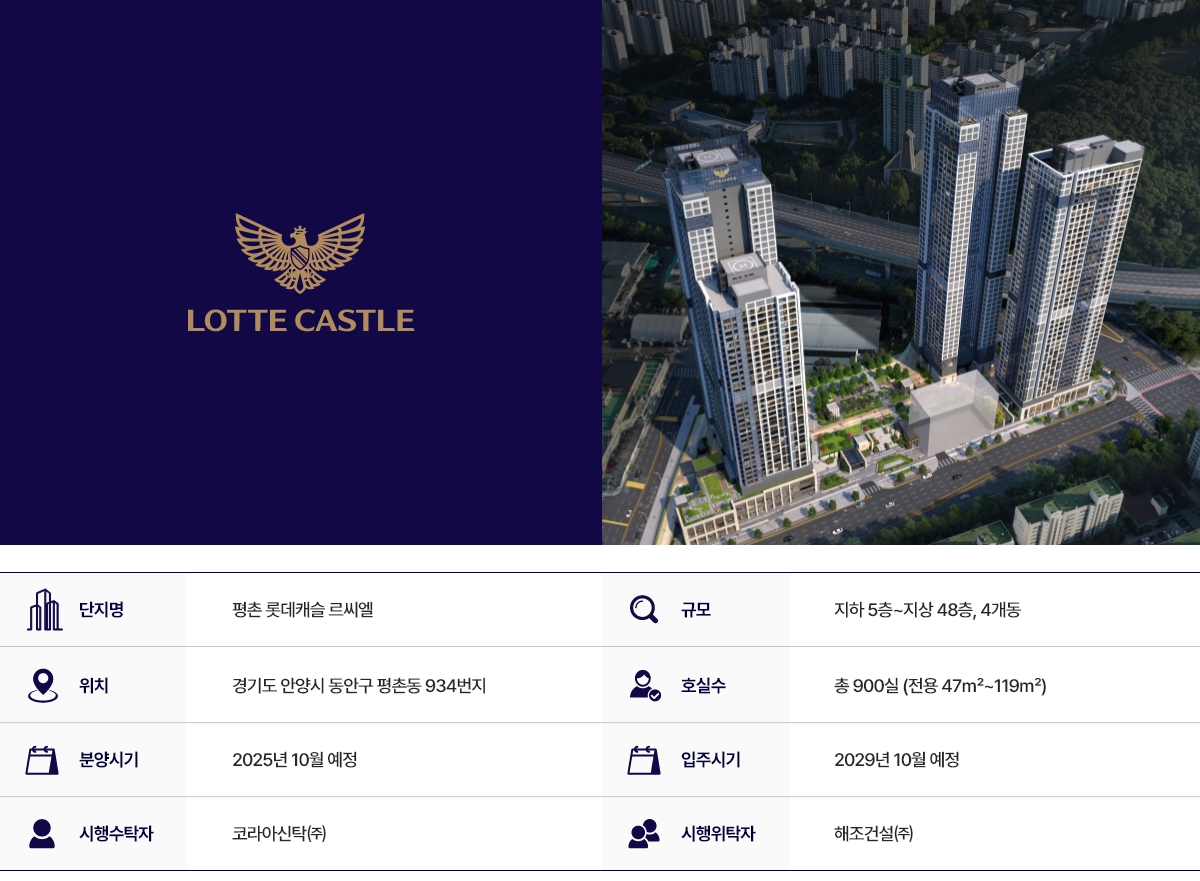 LOTTE CASTLE
LOTTE CASTLE
단지명
평촌 롯데캐슬 르씨엘
규모
지하 5층~지상 48층, 4개동
위치
경기도 안양시 동안구 평촌동 934번지
호실수
총 900실 (전용 47m²~119m²)
분양시기
2025년 10월 예정
입주시기
2029년 10월 예정
시행수탁자
코라아신탁㈜
시행위탁자
해조건설㈜